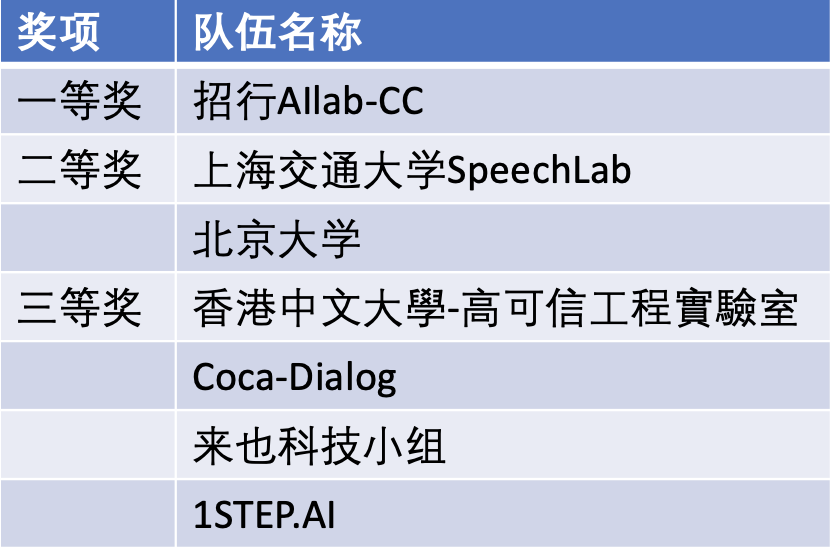 奖项 队伍名称
一等奖 招行AIlab-CC
二等奖 上海交通大学SpeechLab
北京大学
三等奖 香港中文大學-高可信工程實驗室
Coca-Dialog
来也科技小组
1STEP.AI